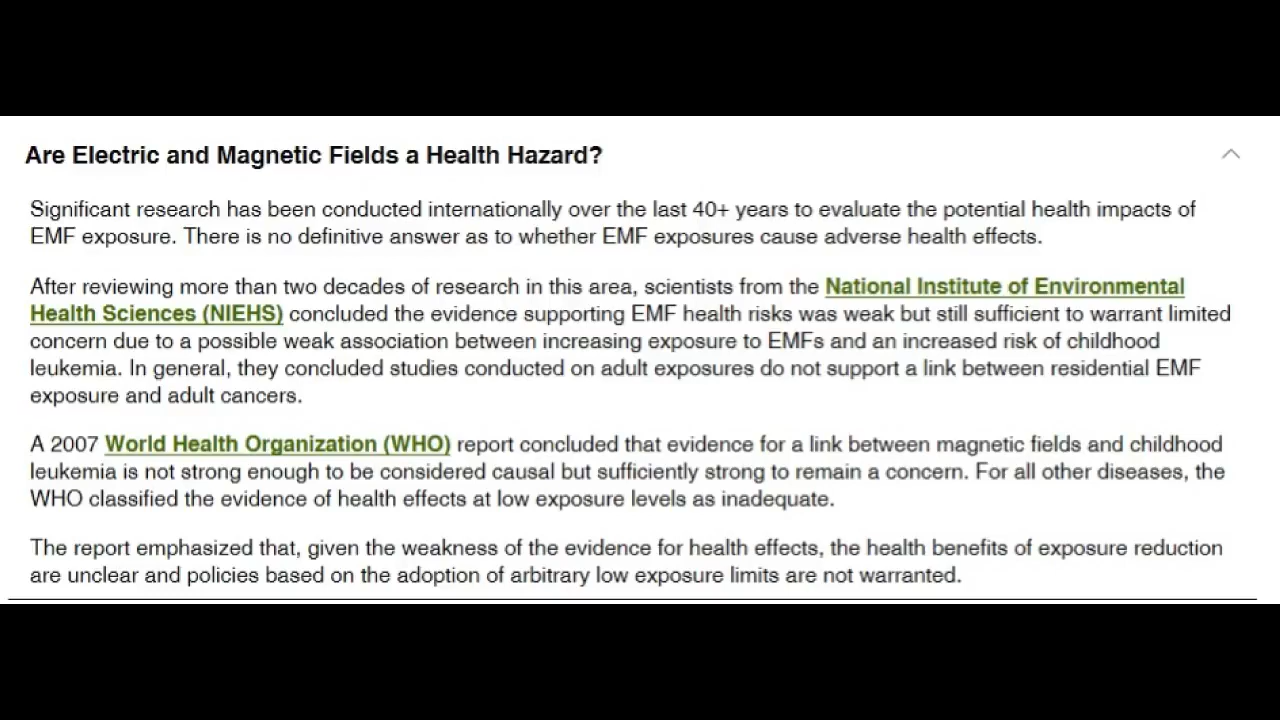 Are Electric and Magnetic Fields a Health Hazard?
Significant research has been conducted internationally over the last 40+ years to evaluate the potential health impacts of
EMF exposure. There is no definitive answer as to whether EMF exposures cause adverse health effects.
After reviewing more than two decades of research in this area, scientists from the National Institute of Environmental
Health Sciences (NIEHS) concluded the evidence supporting EMF health risks was weak but still sufficient to warrant limited
concern due to a possible weak association between increasing exposure to EMFs and an increased risk of childhood
leukemia. In general, they concluded studies conducted on adult exposures do not support a link between residential EMF
exposure and adult cancers.
A 2007 World Health Organization (WHO) report concluded that evidence for a link between magnetic fields and childhood
leukemia is not strong enough to be considered causal but sufficiently strong to remain a concern. For all other diseases, the
WHO classified the evidence of health effects at low exposure levels as inadequate.
The report emphasized that, given the weakness of the evidence for health effects, the health benefits of exposure reduction
are unclear and policies based on the adoption of arbitrary low exposure limits are not warranted.